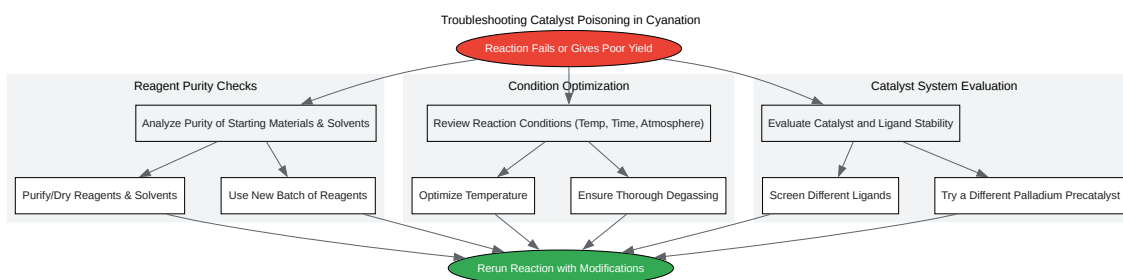 Troubleshooting Catalyst Poisoning in Cyanation
Reaction Fails or Gives Poor Yield
Reagent Purity Checks
Condition Optimization
Catalyst System Evaluation
Analyze Purity of Starting Materials & Solvents
Review Reaction Conditions (Temp, Time, Atmosphere)
Evaluate Catalyst and Ligand Stability
Purify/Dry Reagents & Solvents
Use New Batch of Reagents
Optimize Temperature
Ensure Thorough Degassing
Screen Different Ligands
Try a Different Palladium Precatalyst
Rerun Reaction with Modifications